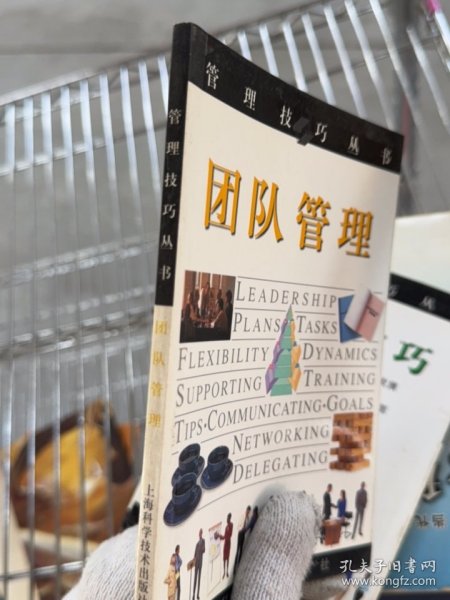 管理技巧丛书
团队管理
LEADERSHIP
PLANS·TASKS
FLEXIBILITY DYNAMICS
SUPPORTING TRAINING
TIPS·COMMUNICATING·GOALS
NETWORKING
DELEGATING
社
管理技巧丛书
团队管理
上海科学技术出版
巧
孔夫子旧书网
www.kongfz.com